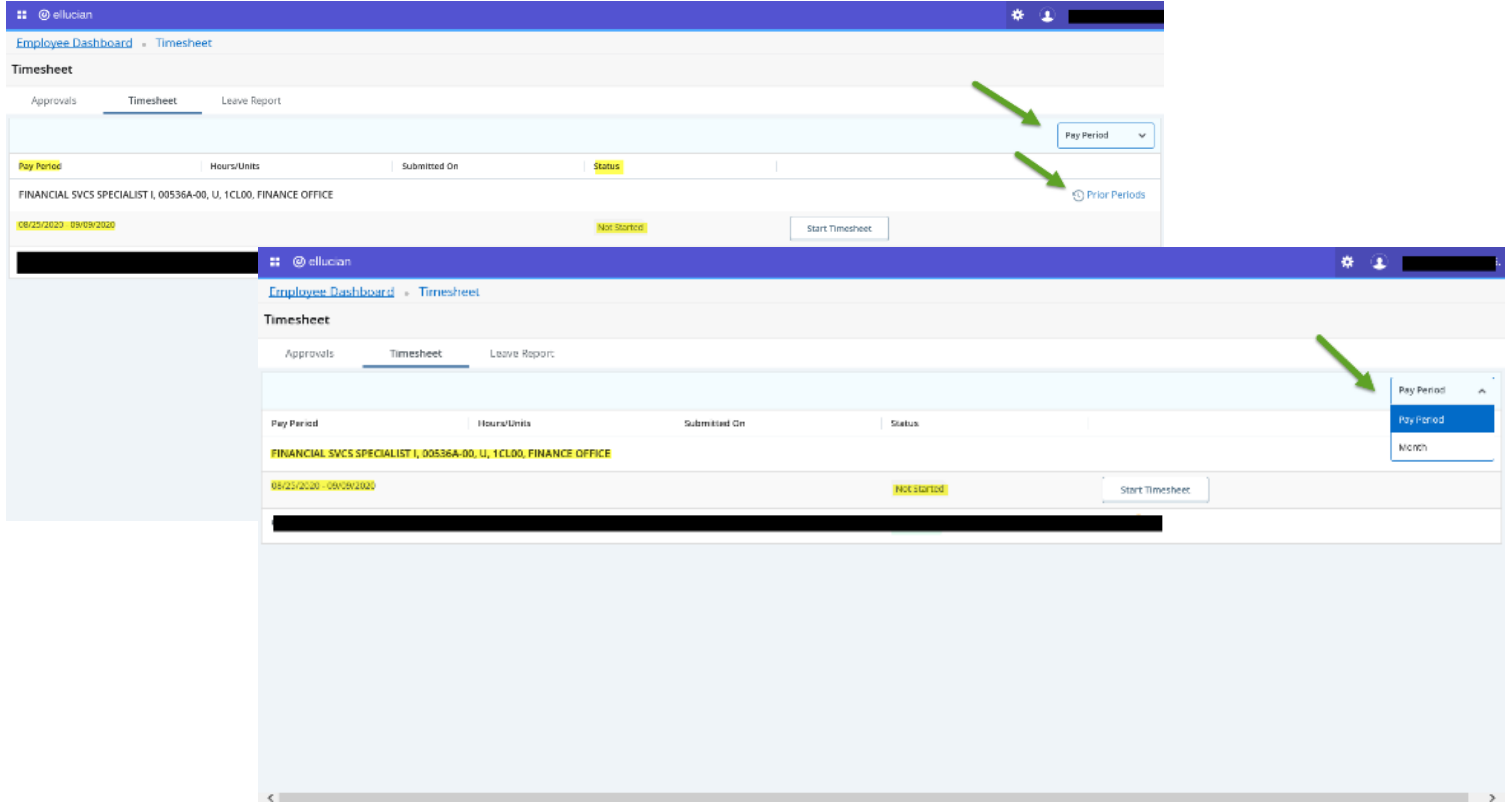 ellucian
Employee Dashboard • Timesheet
Timesheet
Approvals Timesheet Leave Report
Pay Period
Pay Period Hours/Units Submitted On Status
FINANCIAL SVCS SPECIALIST I, 00536A-00, U, 1CL00, FINANCE OFFICE Prior Periods
08/25/2020 - 09/09/2020 Not Started Start Timesheet
ellucian
Employee Dashboard • Timesheet
Timesheet
Approvals Timesheet Leave Report
Pay Period
Pay Period
Month
Pay Period Hours/Units Submitted On Status
FINANCIAL SVCS SPECIALIST I, 00536A-00, U, 1CL00, FINANCE OFFICE
08/25/2020 - 09/09/2020 Not Started Start Timesheet